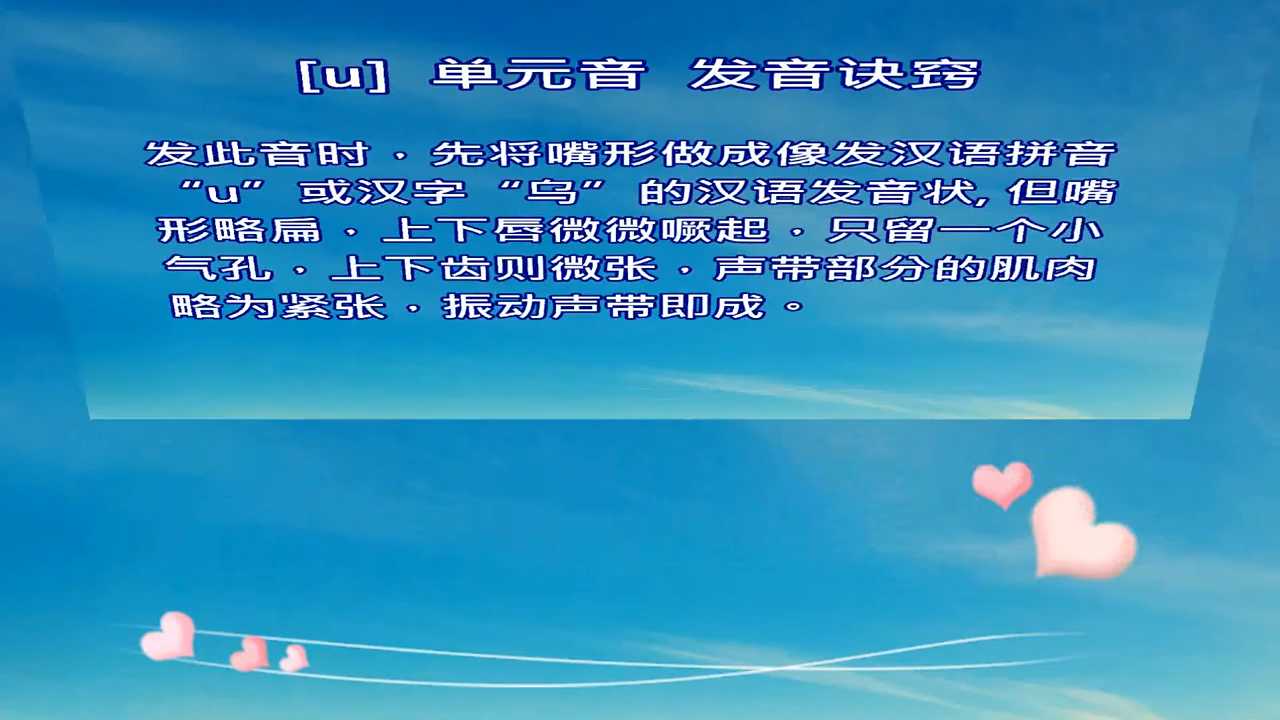 [u] 单元音 发音诀窍
发此音时，先将嘴形做成像发汉语拼音
“u” 或汉字 “乌” 的汉语发音状, 但嘴
形略扁，上下唇微微噘起，只留一个小
气孔，上下齿则微张，声带部分的肌肉
略为紧张，振动声带即成。